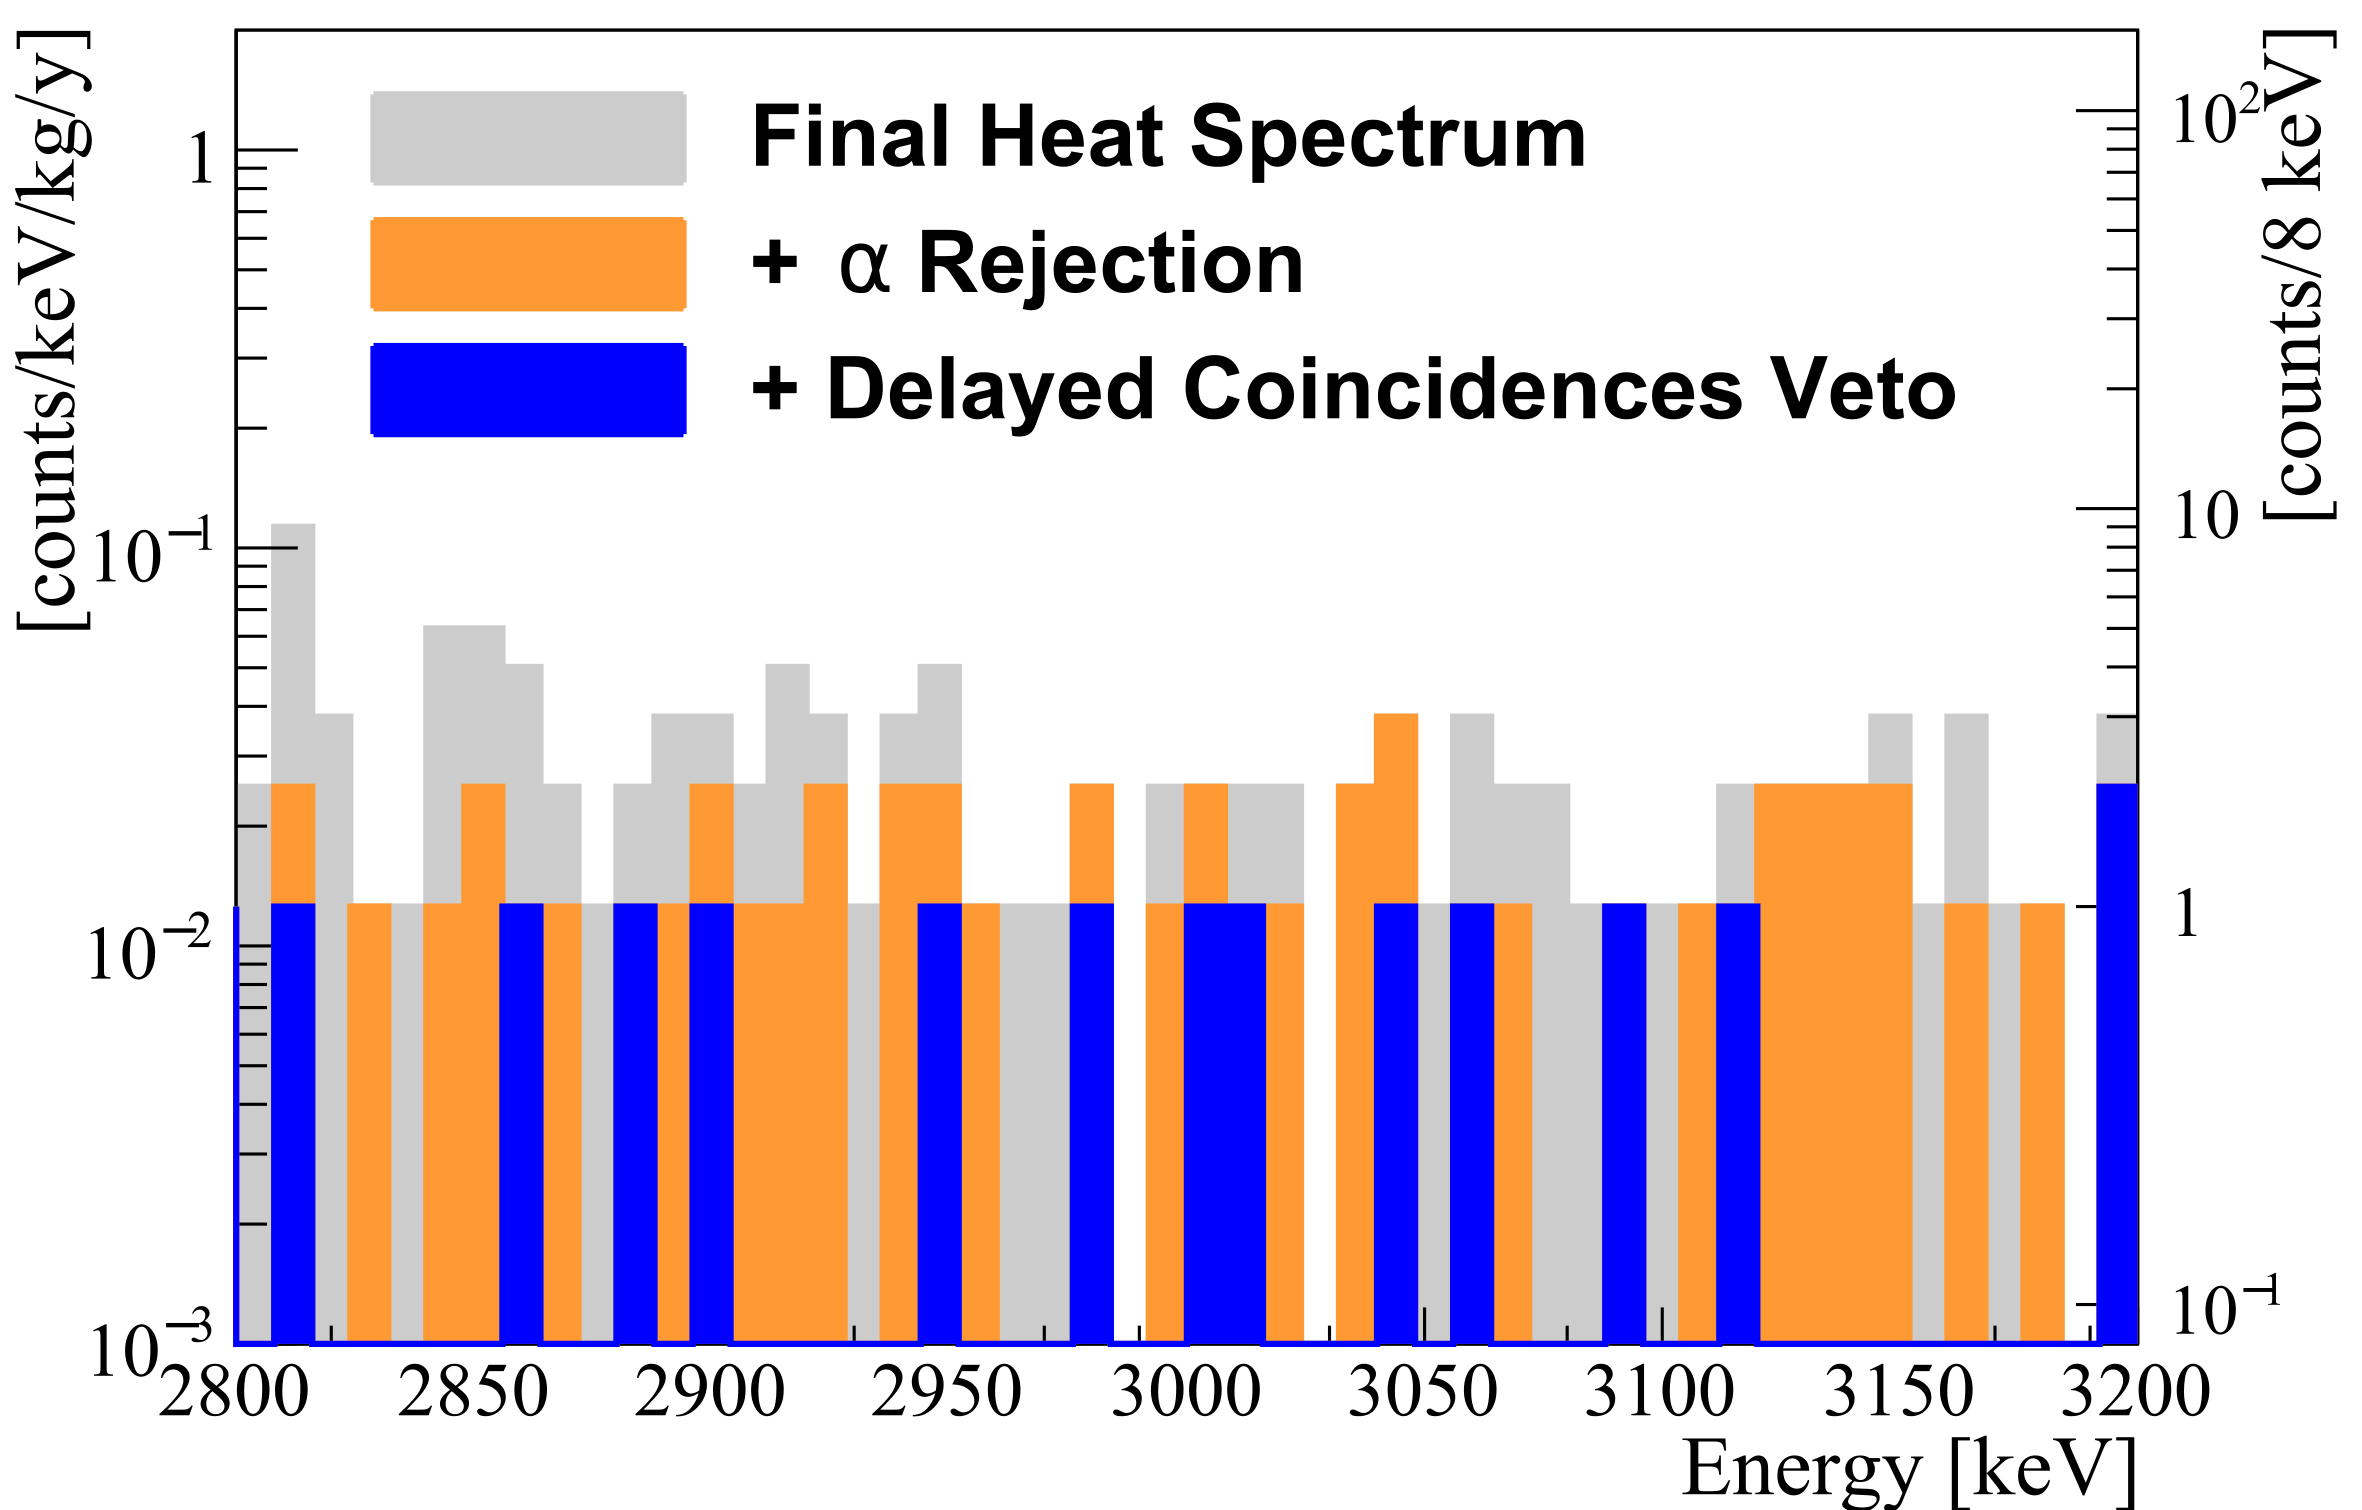 [counts/keV/kg/y]
[counts/8 keV]
Final Heat Spectrum
+ α Rejection
+ Delayed Coincidences Veto
1
10⁻¹
10⁻²
10⁻³
10²
10
1
10⁻¹
2800 2850 2900 2950 3000 3050 3100 3150 3200
Energy [keV]